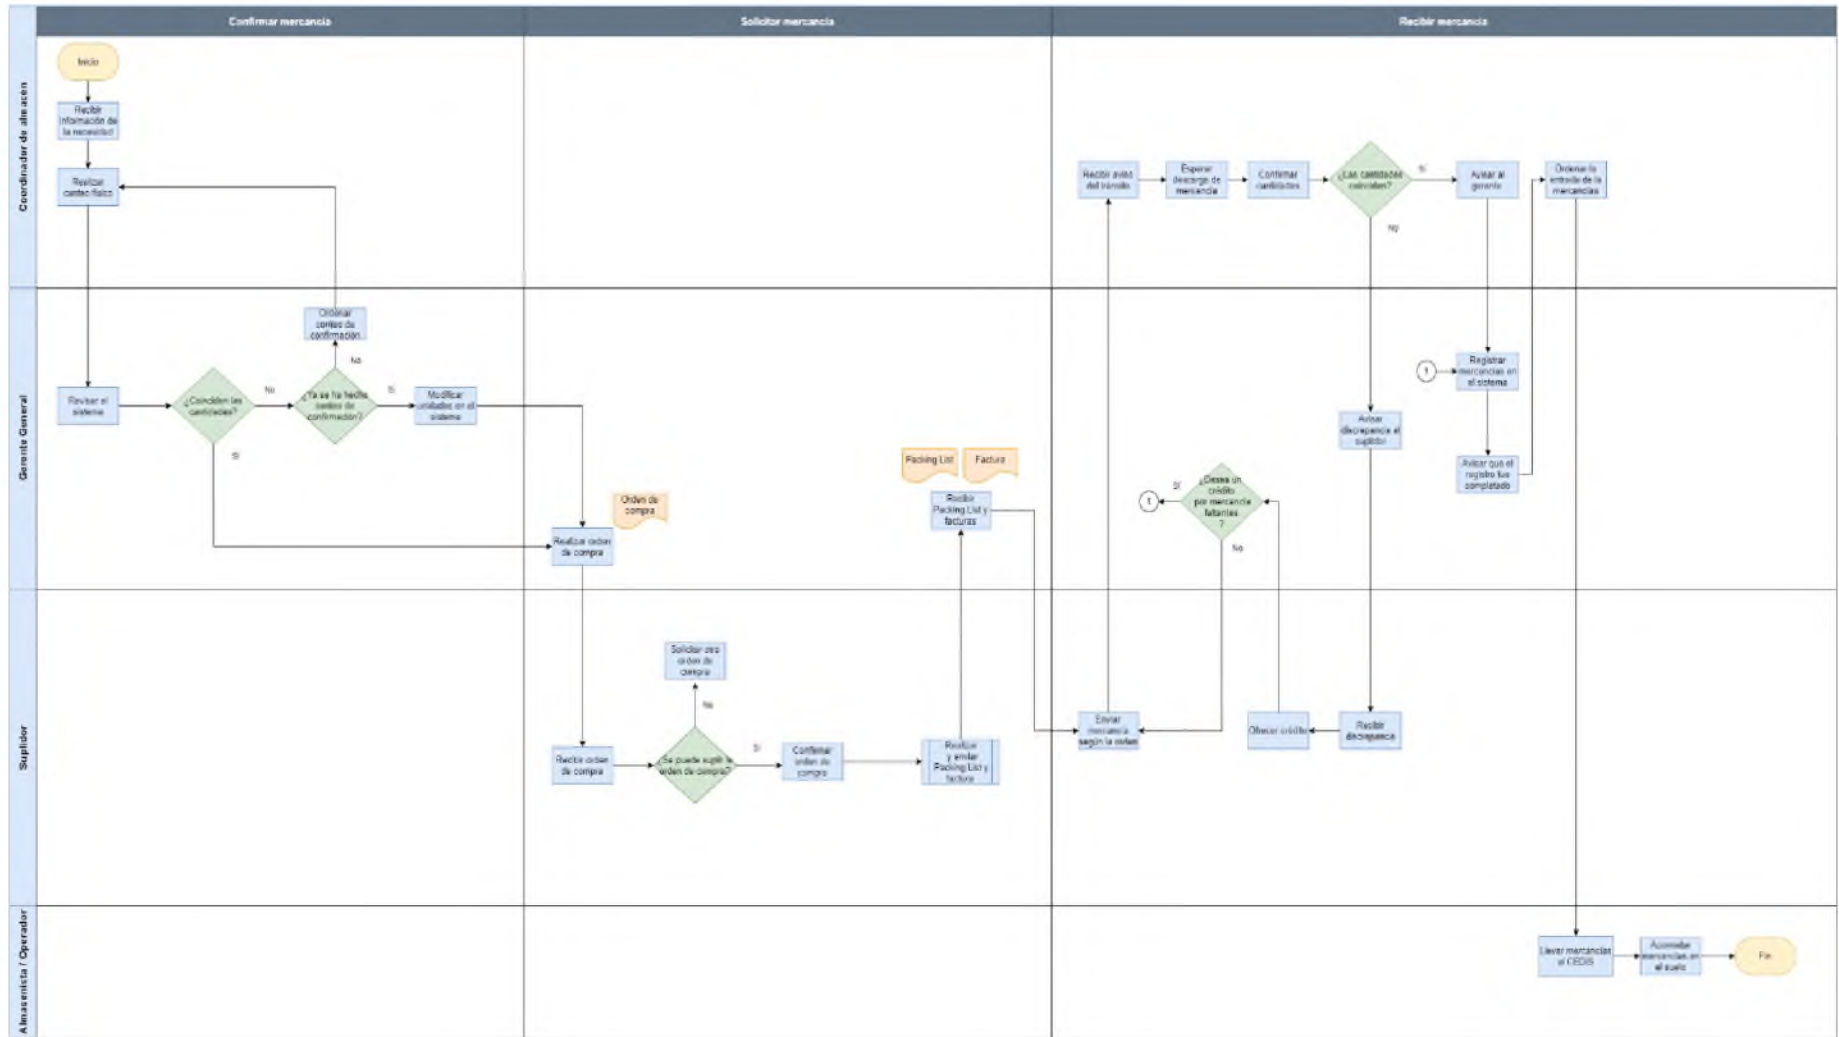 Confirmar mercancía
Solicitar mercancía
Recibir mercancía
Coordinador de almacén
Inicio
Recibir
información de
la necesidad
Realizar
conteo físico
Recibir aviso
del tránsito
Esperar
descarga de
mercancía
Confirmar
cantidades
¿Las cantidades
coinciden?
Sí
No
Avisar al
gerente
Ordenar la
entrada de la
mercancías
Gerente General
Ordenar
conteo de
confirmación
No
Revisar el
sistema
¿Coinciden las
cantidades?
No
Sí
¿Ya se ha hecho
conteo de
confirmación?
Sí
Modificar
unidades en el
sistema
Orden de
compra
Realizar orden
de compra
Packing List
Factura
Recibir
Packing List y
facturas
1
Registrar
mercancías en
el sistema
Avisar
discrepancia al
suplidor
Avisar que el
registro fue
completado
1
Sí
¿Desea un
crédito
por mercancía
faltantes
?
No
Suplidor
Solicitar otra
orden de
compra
No
Recibir orden
de compra
¿Se puede suplir la
orden de compra?
Sí
Confirmar
orden de
compra
Realizar
y enviar
Packing List y
factura
Enviar
mercancía
según la orden
Ofrecer crédito
Recibir
discrepancia
Almacenista / Operador
Llevar mercancías
al CEDIS
Acomodar
mercancías en
el suelo
Fin